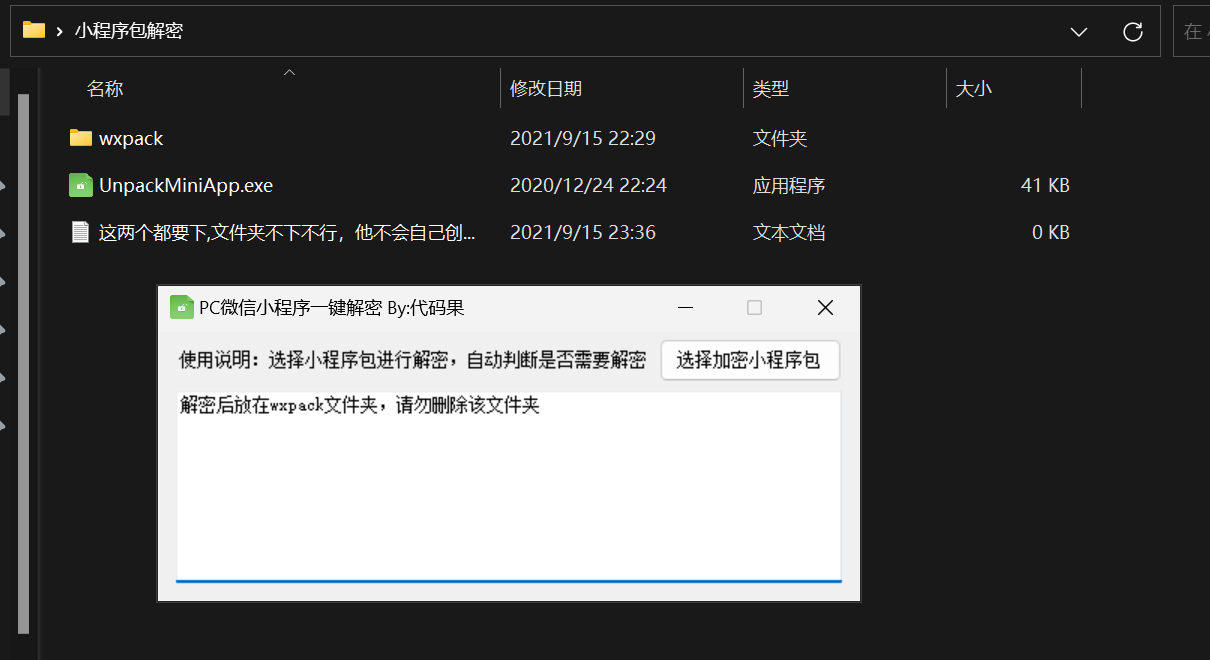 小程序包解密
在
名称 修改日期 类型 大小
wxpack 2021/9/15 22:29 文件夹
UnpackMiniApp.exe 2020/12/24 22:24 应用程序 41 KB
这两个都要下,文件夹不下不行，他不会自己创... 2021/9/15 23:36 文本文档 0 KB
PC微信小程序一键解密 By:代码果
使用说明：选择小程序包进行解密，自动判断是否需要解密 选择加密小程序包
解密后放在wxpack文件夹，请勿删除该文件夹